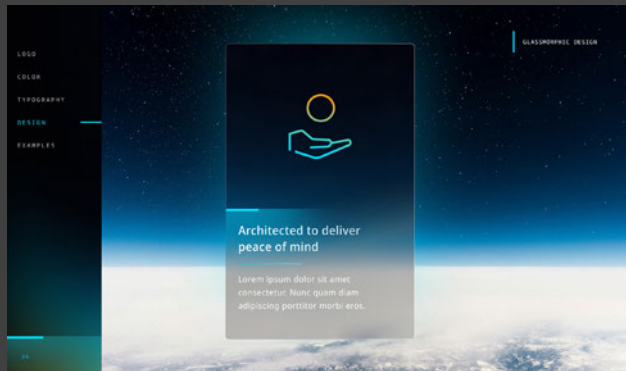 LOGO
COLOR
TYPOGRAPHY
DESIGN
EXAMPLES
GLASSMORPHIC DESIGN
Architected to deliver
peace of mind
Lorem ipsum dolor sit amet
consectetur. Nunc quam diam
adipiscing porttitor morbi eros.